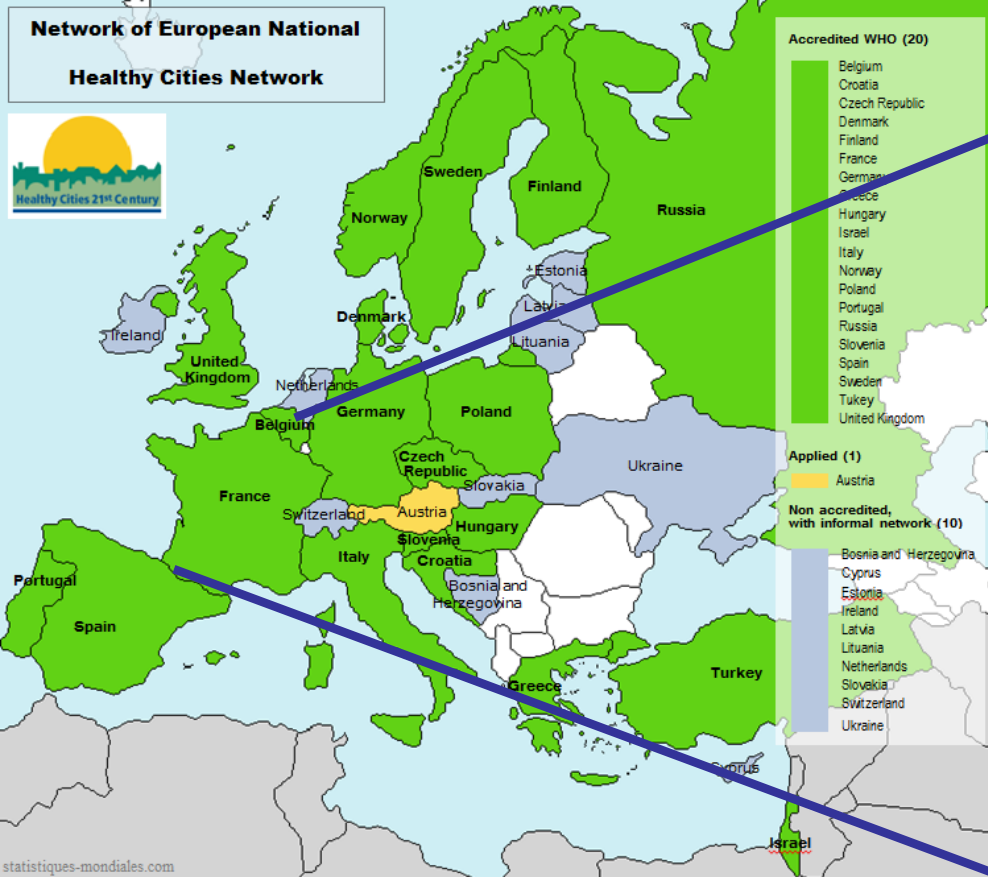 Network of European National
Healthy Cities Network
Healthy Cities 21st Century
Accredited WHO (20)
Belgium
Croatia
Czech Republic
Denmark
Finland
France
Germany
Greece
Hungary
Israel
Italy
Norway
Poland
Portugal
Russia
Slovenia
Spain
Sweden
Tukey
United Kingdom
Applied (1)
Austria
Non accredited,
with informal network (10)
Bosnia and Herzegovina
Cyprus
Estonia
Ireland
Latvia
Lituania
Netherlands
Slovakia
Switzerland
Ukraine
Sweden
Finland
Norway
Russia
Estonia
Latvia
Lituania
Denmark
Ireland
United
Kingdom
Netherlands
Belgium
Germany
Poland
Czech
Republic
Slovakia
Ukraine
France
Switzerland
Austria
Hungary
Slovenia
Italy
Croatia
Bosnia and
Herzegovina
Portugal
Spain
Greece
Turkey
Cyprus
Israel
statistiques-mondiales.com